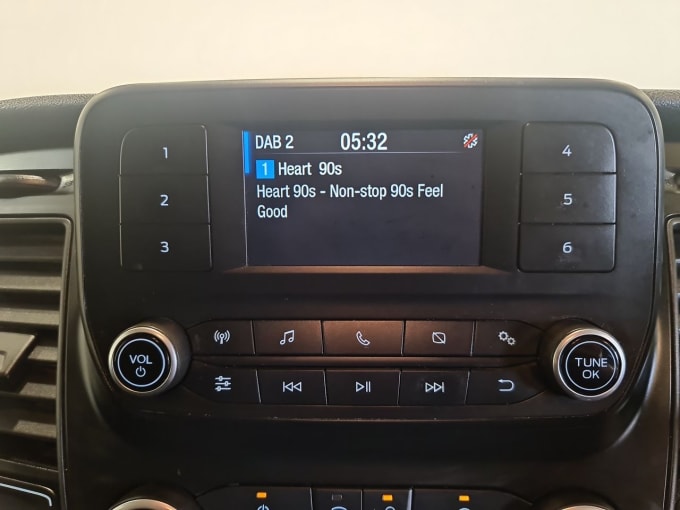 DAB 2 05:32
1 Heart 90s
Heart 90s - Non-stop 90s Feel
Good
1
2
3
4
5
6
VOL
TUNE
OK